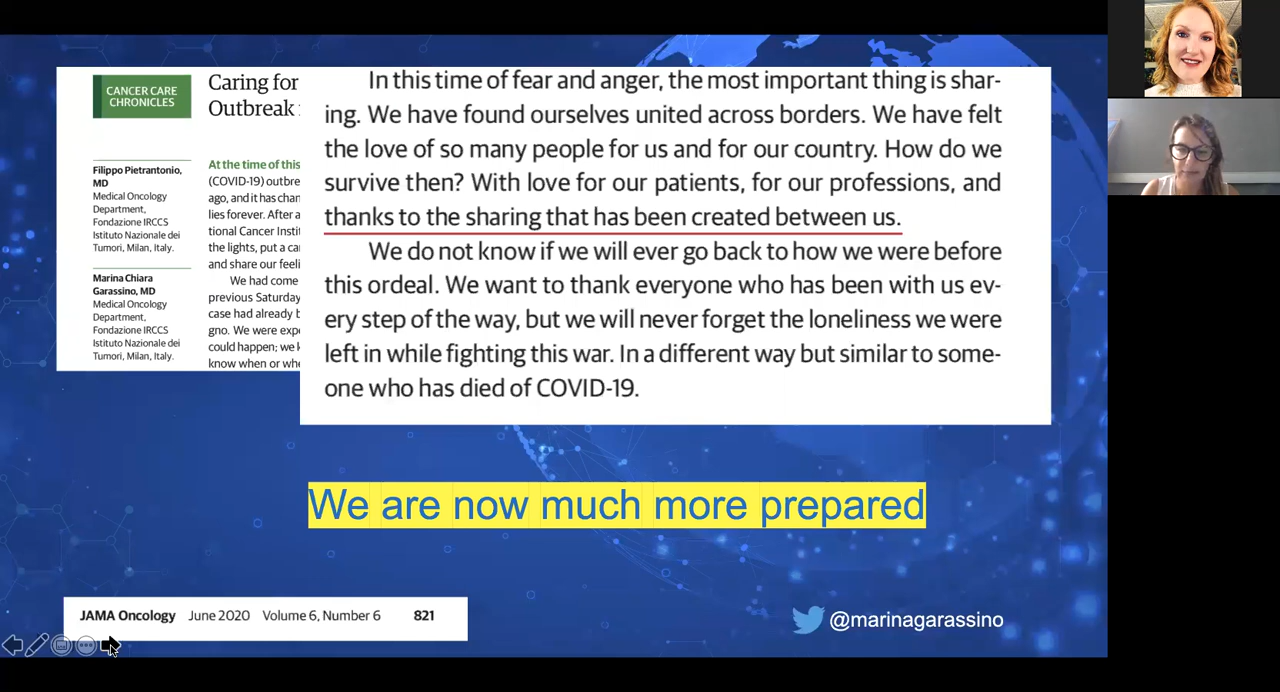 CANCER CARE
CHRONICLES
Caring for
Outbreak
Filippo Pietrantonio,
MD
Medical Oncology
Department,
Fondazione IRCCS
Istituto Nazionale dei
Tumori, Milan, Italy.
Marina Chiara
Garassino, MD
Medical Oncology
Department,
Fondazione IRCCS
Istituto Nazionale dei
Tumori, Milan, Italy.
At the time of this
(COVID-19) outbre
ago, and it has chan
lies forever. After a
tional Cancer Instit
the lights, put a ca
and share our feeli
We had come
previous Saturday
case had already b
gno. We were expe
could happen; we k
know when or whe
In this time of fear and anger, the most important thing is shar-
ing. We have found ourselves united across borders. We have felt
the love of so many people for us and for our country. How do we
survive then? With love for our patients, for our professions, and
thanks to the sharing that has been created between us.
We do not know if we will ever go back to how we were before
this ordeal. We want to thank everyone who has been with us ev-
ery step of the way, but we will never forget the loneliness we were
left in while fighting this war. In a different way but similar to some-
one who has died of COVID-19.
We are now much more prepared
JAMA Oncology June 2020 Volume 6, Number 6 821
@marinagarassino